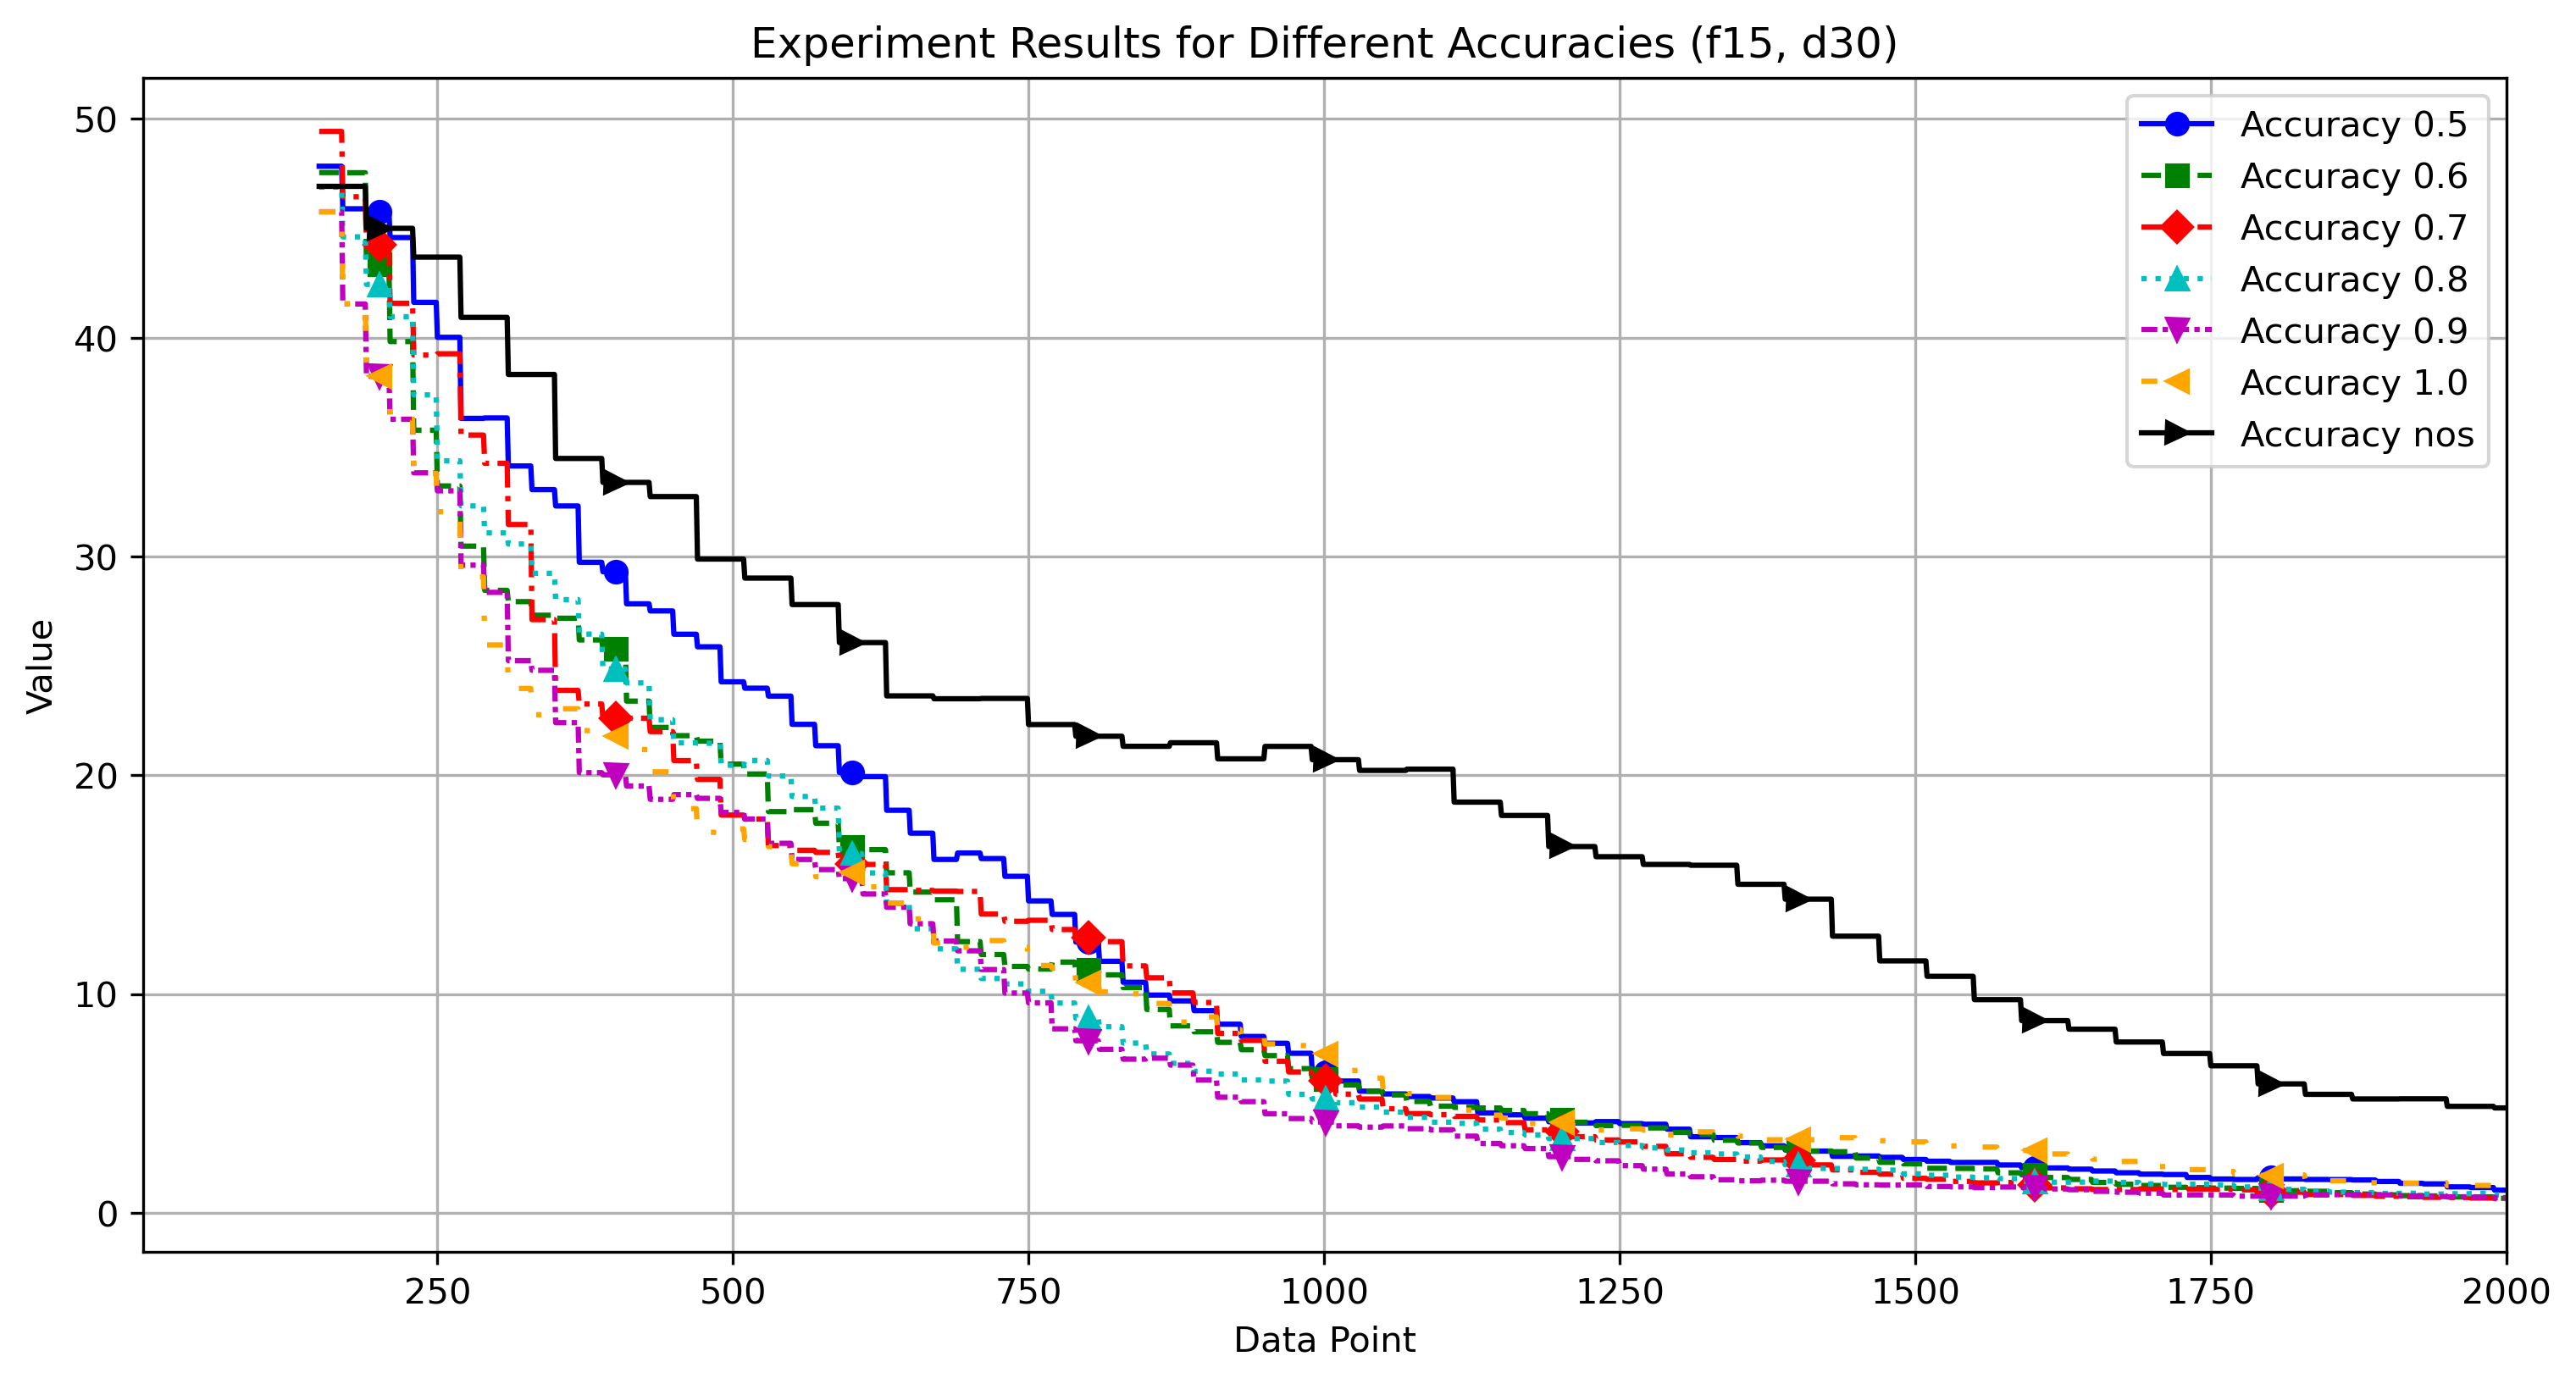 Experiment Results for Different Accuracies (f15, d30)
50
40
30
20
10
0
Value
250 500 750 1000 1250 1500 1750 2000
Data Point
Accuracy 0.5
Accuracy 0.6
Accuracy 0.7
Accuracy 0.8
Accuracy 0.9
Accuracy 1.0
Accuracy nos